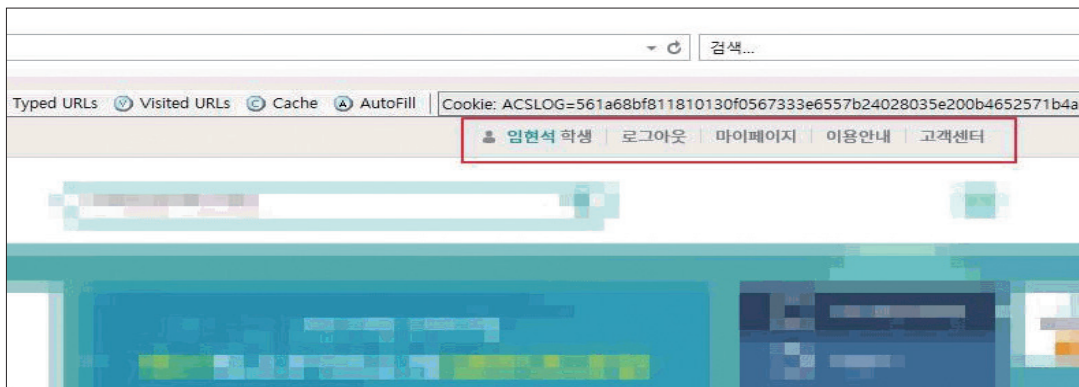 검색...
Typed URLs V Visited URLs C Cache A AutoFill Cookie: ACSLOG=561a68bf811810130f0567333e6557b24028035e200b4652571b4a
임현석 학생 로그아웃 마이페이지 이용안내 고객센터